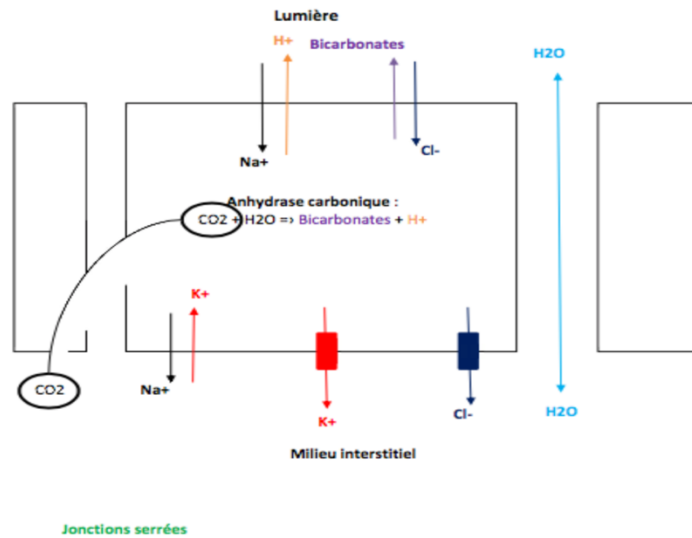 Lumière
H+
Bicarbonates
H2O
Na+
Cl-
Anhydrase carbonique :
CO2 + H2O => Bicarbonates + H+
K+
CO2
Na+
K+
Cl-
H2O
Milieu interstitiel
Jonctions serrées